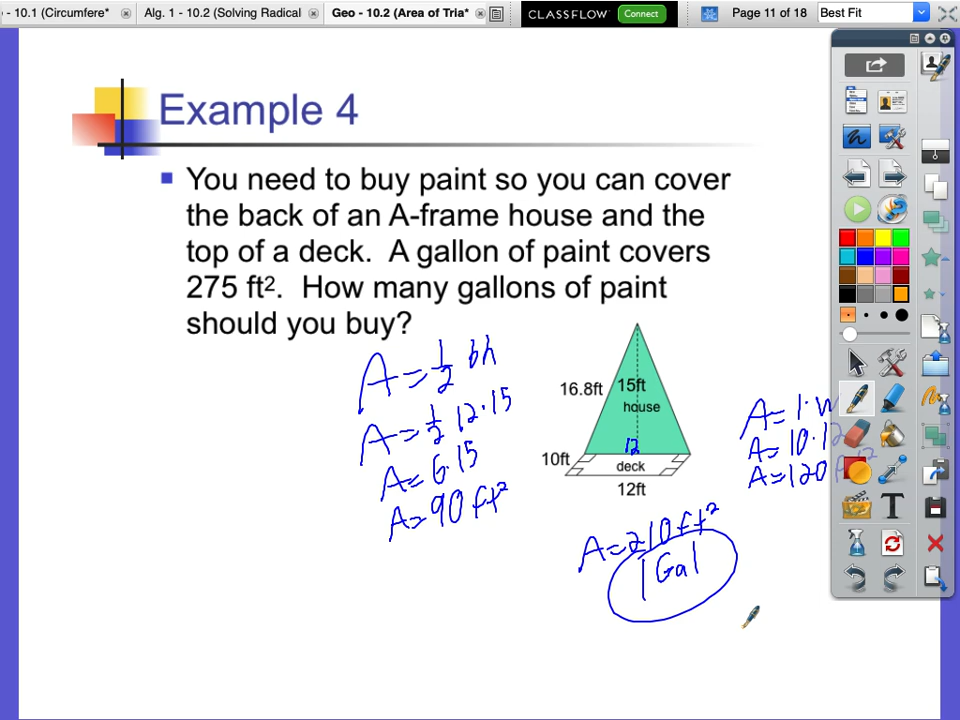 - 10.1 (Circumfere* Alg. 1 - 10.2 (Solving Radical Geo - 10.2 (Area of Tria* CLASSFLOW Connect Page 11 of 18 Best Fit
Example 4
You need to buy paint so you can cover
the back of an A-frame house and the
top of a deck. A gallon of paint covers
275 ft². How many gallons of paint
should you buy?
A = 1/2 bh
A = 1/2 12·15
A = 6·15
A = 90 ft²
16.8ft
15ft
house
12
10ft
deck
12ft
A = l·w
A = 10·12
A = 120 ft²
A = 210 ft²
1 Gal
T